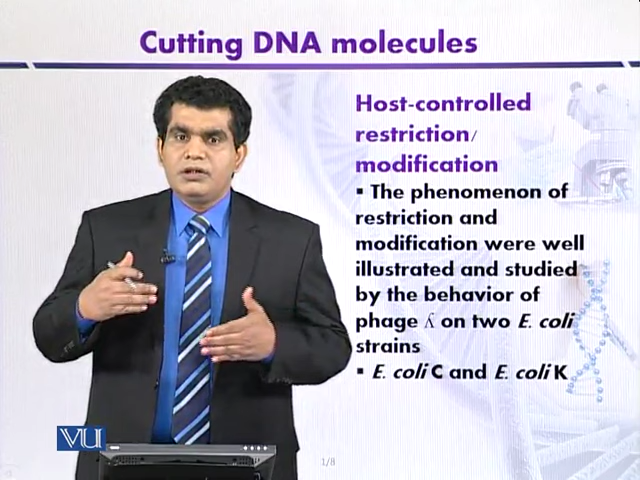 Cutting DNA molecules
Host-controlled
restriction/
modification
▪ The phenomenon of
restriction and
modification were well
illustrated and studied
by the behavior of
phage ʎ on two E. coli
strains
▪ E. coli C and E. coli K
VU
1/8